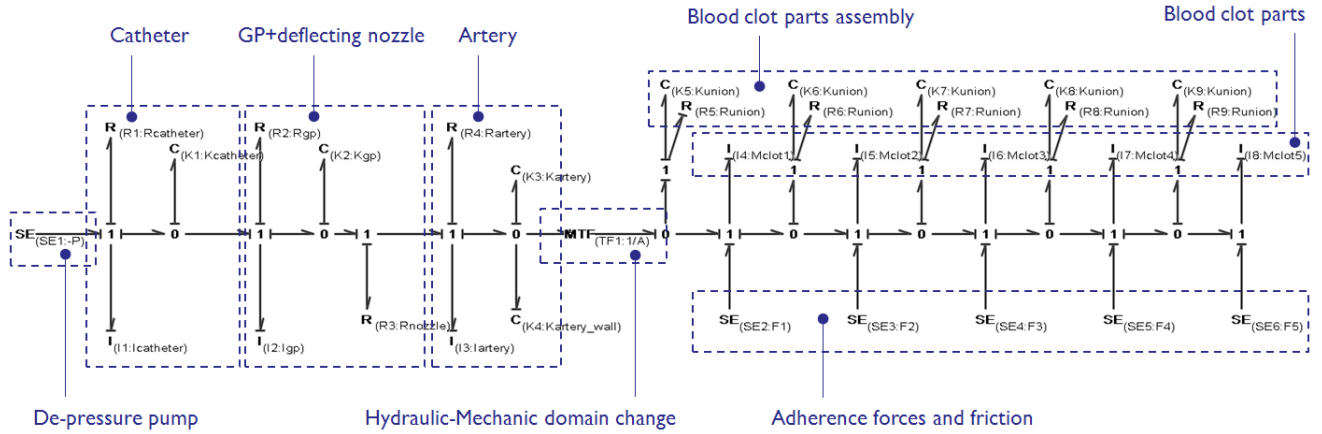 Blood clot parts assembly
Blood clot parts
Catheter
GP+deflecting nozzle
Artery
C (K5:Kunion)
C (K6:Kunion)
C (K7:Kunion)
C (K8:Kunion)
C (K9:Kunion)
R (R5:Runion)
R (R6:Runion)
R (R7:Runion)
R (R8:Runion)
R (R9:Runion)
R (R1:Rcatheter)
R (R2:Rgp)
R (R4:Rartery)
C (K1:Kcatheter)
C (K2:Kgp)
I (I4:Mclot1)
I (I5:Mclot2)
I (I6:Mclot3)
I (I7:Mclot4)
I (I8:Mclot5)
C (K3:Kartery)
1 1 1 1 1
SE (SE1:-P) 1 0 1 0 1 1 0 MTF (TF1:1/A) 0 1 0 1 0 1 0 1 0 1
R (R3:Rnozzle)
C (K4:Kartery_wall)
SE (SE2:F1)
SE (SE3:F2)
SE (SE4:F3)
SE (SE5:F4)
SE (SE6:F5)
I (I1:Icatheter)
I (I2:Igp)
I (I3:Iartery)
De-pressure pump
Hydraulic-Mechanic domain change
Adherence forces and friction